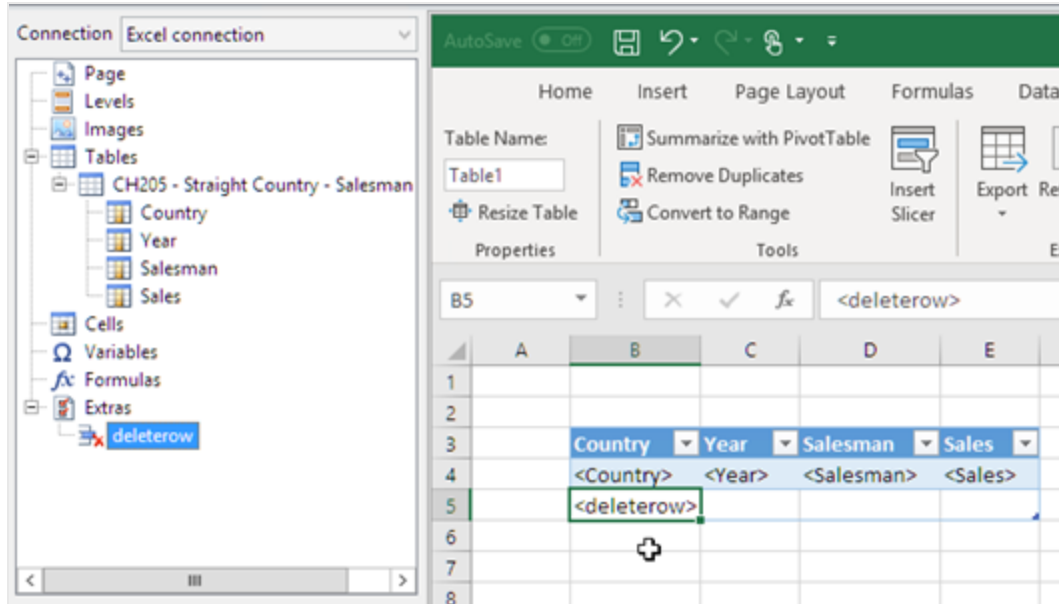 Connection Excel connection
Page
Levels
Images
Tables
CH205 - Straight Country - Salesman
Country
Year
Salesman
Sales
Cells
Variables
Formulas
Extras
deleterow
AutoSave Off
Home Insert Page Layout Formulas Data
Table Name:
Table1
Resize Table
Properties
Summarize with PivotTable
Remove Duplicates
Convert to Range
Tools
Insert
Slicer
Export Re
E
B5 fx <deleterow>
A B C D E
1
2
3 Country Year Salesman Sales
4 <Country> <Year> <Salesman> <Sales>
5 <deleterow>
6
7
8